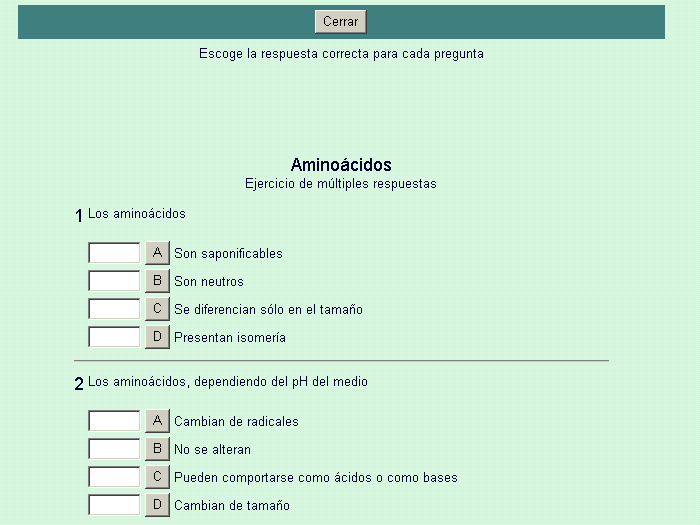 Cerrar
Escoge la respuesta correcta para cada pregunta
Aminoácidos
Ejercicio de múltiples respuestas
1 Los aminoácidos
A Son saponificables
B Son neutros
C Se diferencian sólo en el tamaño
D Presentan isomería
2 Los aminoácidos, dependiendo del pH del medio
A Cambian de radicales
B No se alteran
C Pueden comportarse como ácidos o como bases
D Cambian de tamaño